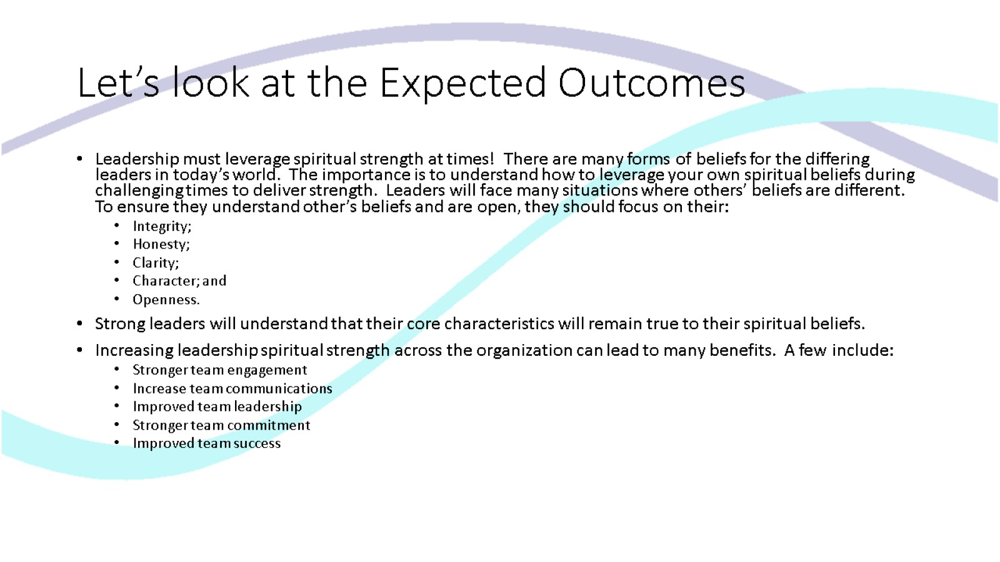 Let’s look at the Expected Outcomes
• Leadership must leverage spiritual strength at times!  There are many forms of beliefs for the differing
leaders in today’s world.  The importance is to understand how to leverage your own spiritual beliefs during
challenging times to deliver strength.  Leaders will face many situations where others’ beliefs are different.
To ensure they understand other’s beliefs and are open, they should focus on their:
• Integrity;
• Honesty;
• Clarity;
• Character; and
• Openness.
• Strong leaders will understand that their core characteristics will remain true to their spiritual beliefs.
• Increasing leadership spiritual strength across the organization can lead to many benefits.  A few include:
• Stronger team engagement
• Increase team communications
• Improved team leadership
• Stronger team commitment
• Improved team success